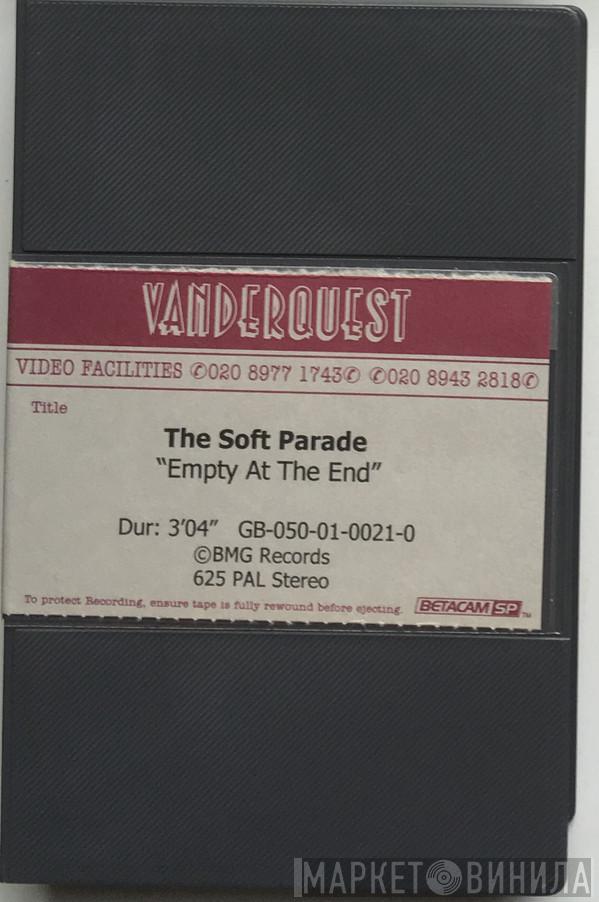 VANDERQUEST
VIDEO FACILITIES ✆020 8977 1743✆ ✆020 8943 2818✆
Title
The Soft Parade
“Empty At The End”
Dur: 3’04” GB-050-01-0021-0
©BMG Records
625 PAL Stereo
To protect Recording, ensure tape is fully rewound before ejecting. BETACAM SP™
МАРКЕТ ВИНИЛА